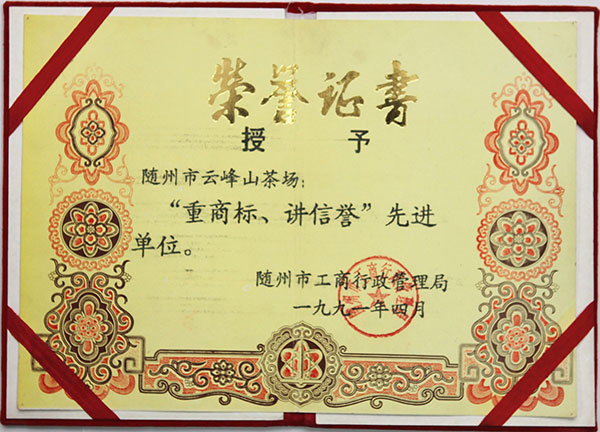 荣誉证书
授予
随州市云峰山茶场：
“重商标、讲信誉”先进
单位。
随州市工商行政管理局
一九九一年四月